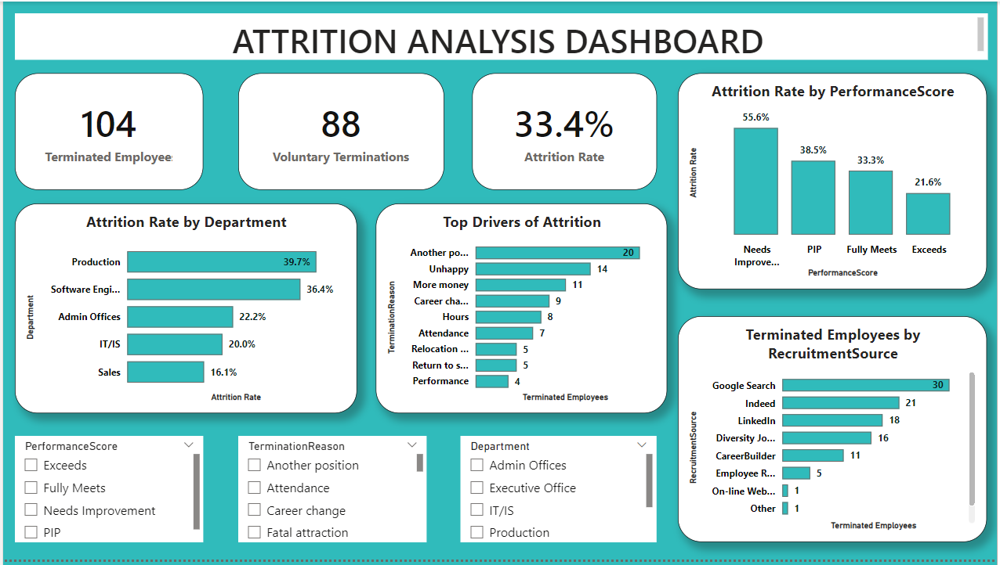 ATTRITION ANALYSIS DASHBOARD
104
Terminated Employee
88
Voluntary Terminations
33.4%
Attrition Rate
Attrition Rate by PerformanceScore
Attrition Rate
55.6%
38.5%
33.3%
21.6%
Needs
Improve...
PIP
Fully Meets
Exceeds
PerformanceScore
Attrition Rate by Department
Department
Production 39.7%
Software Engi... 36.4%
Admin Offices 22.2%
IT/IS 20.0%
Sales 16.1%
Attrition Rate
Top Drivers of Attrition
TerminationReason
Another po... 20
Unhappy 14
More money 11
Career cha... 9
Hours 8
Attendance 7
Relocation ... 5
Return to s... 5
Performance 4
Terminated Employees
Terminated Employees by
RecruitmentSource
RecruitmentSource
Google Search 30
Indeed 21
LinkedIn 18
Diversity Jo... 16
CareerBuilder 11
Employee R... 5
On-line Web... 1
Other 1
Terminated Employees
PerformanceScore
Exceeds
Fully Meets
Needs Improvement
PIP
TerminationReason
Another position
Attendance
Career change
Fatal attraction
Department
Admin Offices
Executive Office
IT/IS
Production